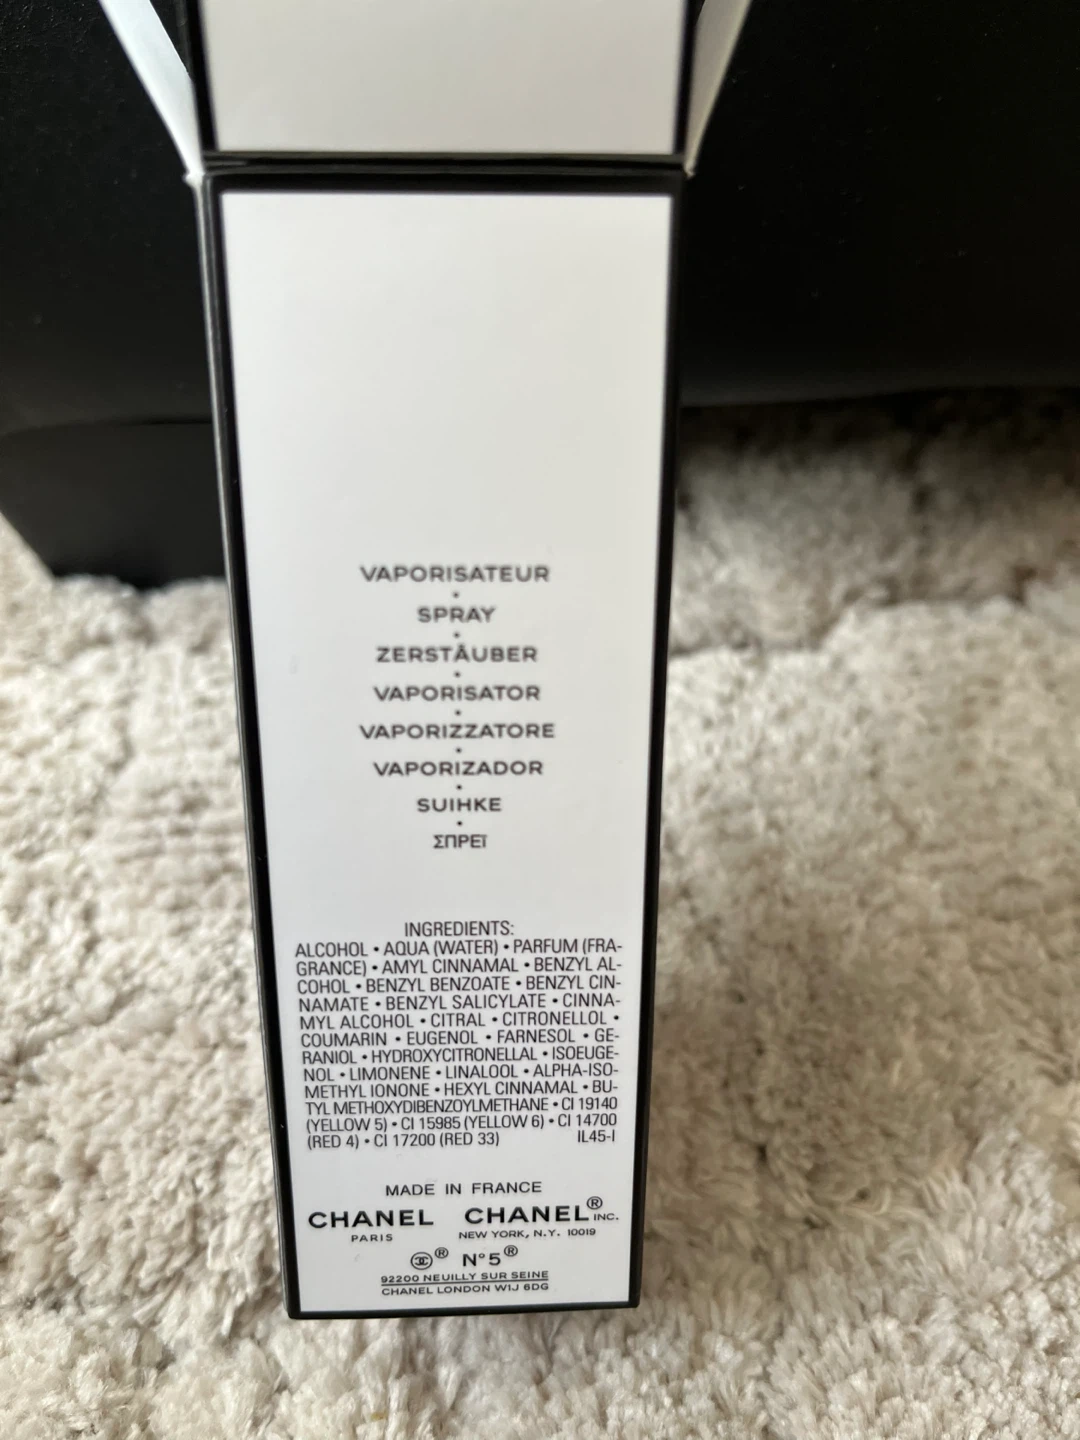 VAPORISATEUR
•
SPRAY
•
ZERSTÄUBER
•
VAPORISATOR
•
VAPORIZZATORE
•
VAPORIZADOR
•
SUIHKE
•
ΣΠΡΕΪ
INGREDIENTS:
ALCOHOL • AQUA (WATER) • PARFUM (FRA-
GRANCE) • AMYL CINNAMAL • BENZYL AL-
COHOL • BENZYL BENZOATE • BENZYL CIN-
NAMATE • BENZYL SALICYLATE • CINNA-
MYL ALCOHOL • CITRAL • CITRONELLOL •
COUMARIN • EUGENOL • FARNESOL • GE-
RANIOL • HYDROXYCITRONELLAL • ISOEUGE-
NOL • LIMONENE • LINALOOL • ALPHA-ISO-
METHYL IONONE • HEXYL CINNAMAL • BU-
TYL METHOXYDIBENZOYLMETHANE • CI 19140
(YELLOW 5) • CI 15985 (YELLOW 6) • CI 14700
(RED 4) • CI 17200 (RED 33) IL45-I
MADE IN FRANCE
CHANEL CHANEL® INC.
PARIS NEW YORK, N.Y. 10019
® N°5®
92200 NEUILLY SUR SEINE
CHANEL LONDON W1J 6DG